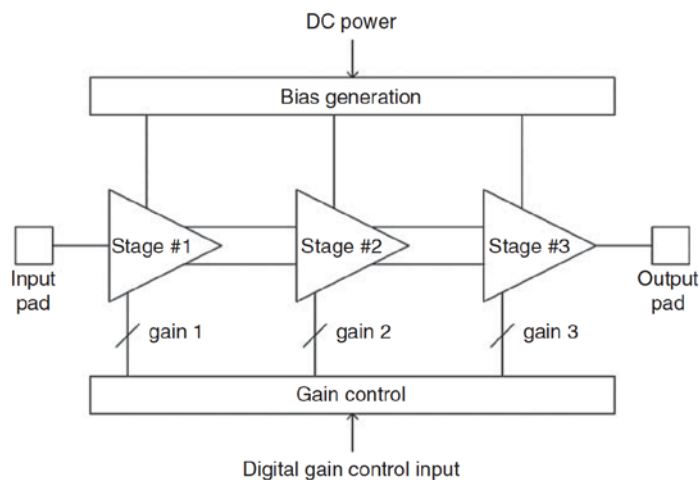 DC power
Bias generation
Stage #1
Stage #2
Stage #3
Input
pad
Output
pad
gain 1
gain 2
gain 3
Gain control
Digital gain control input